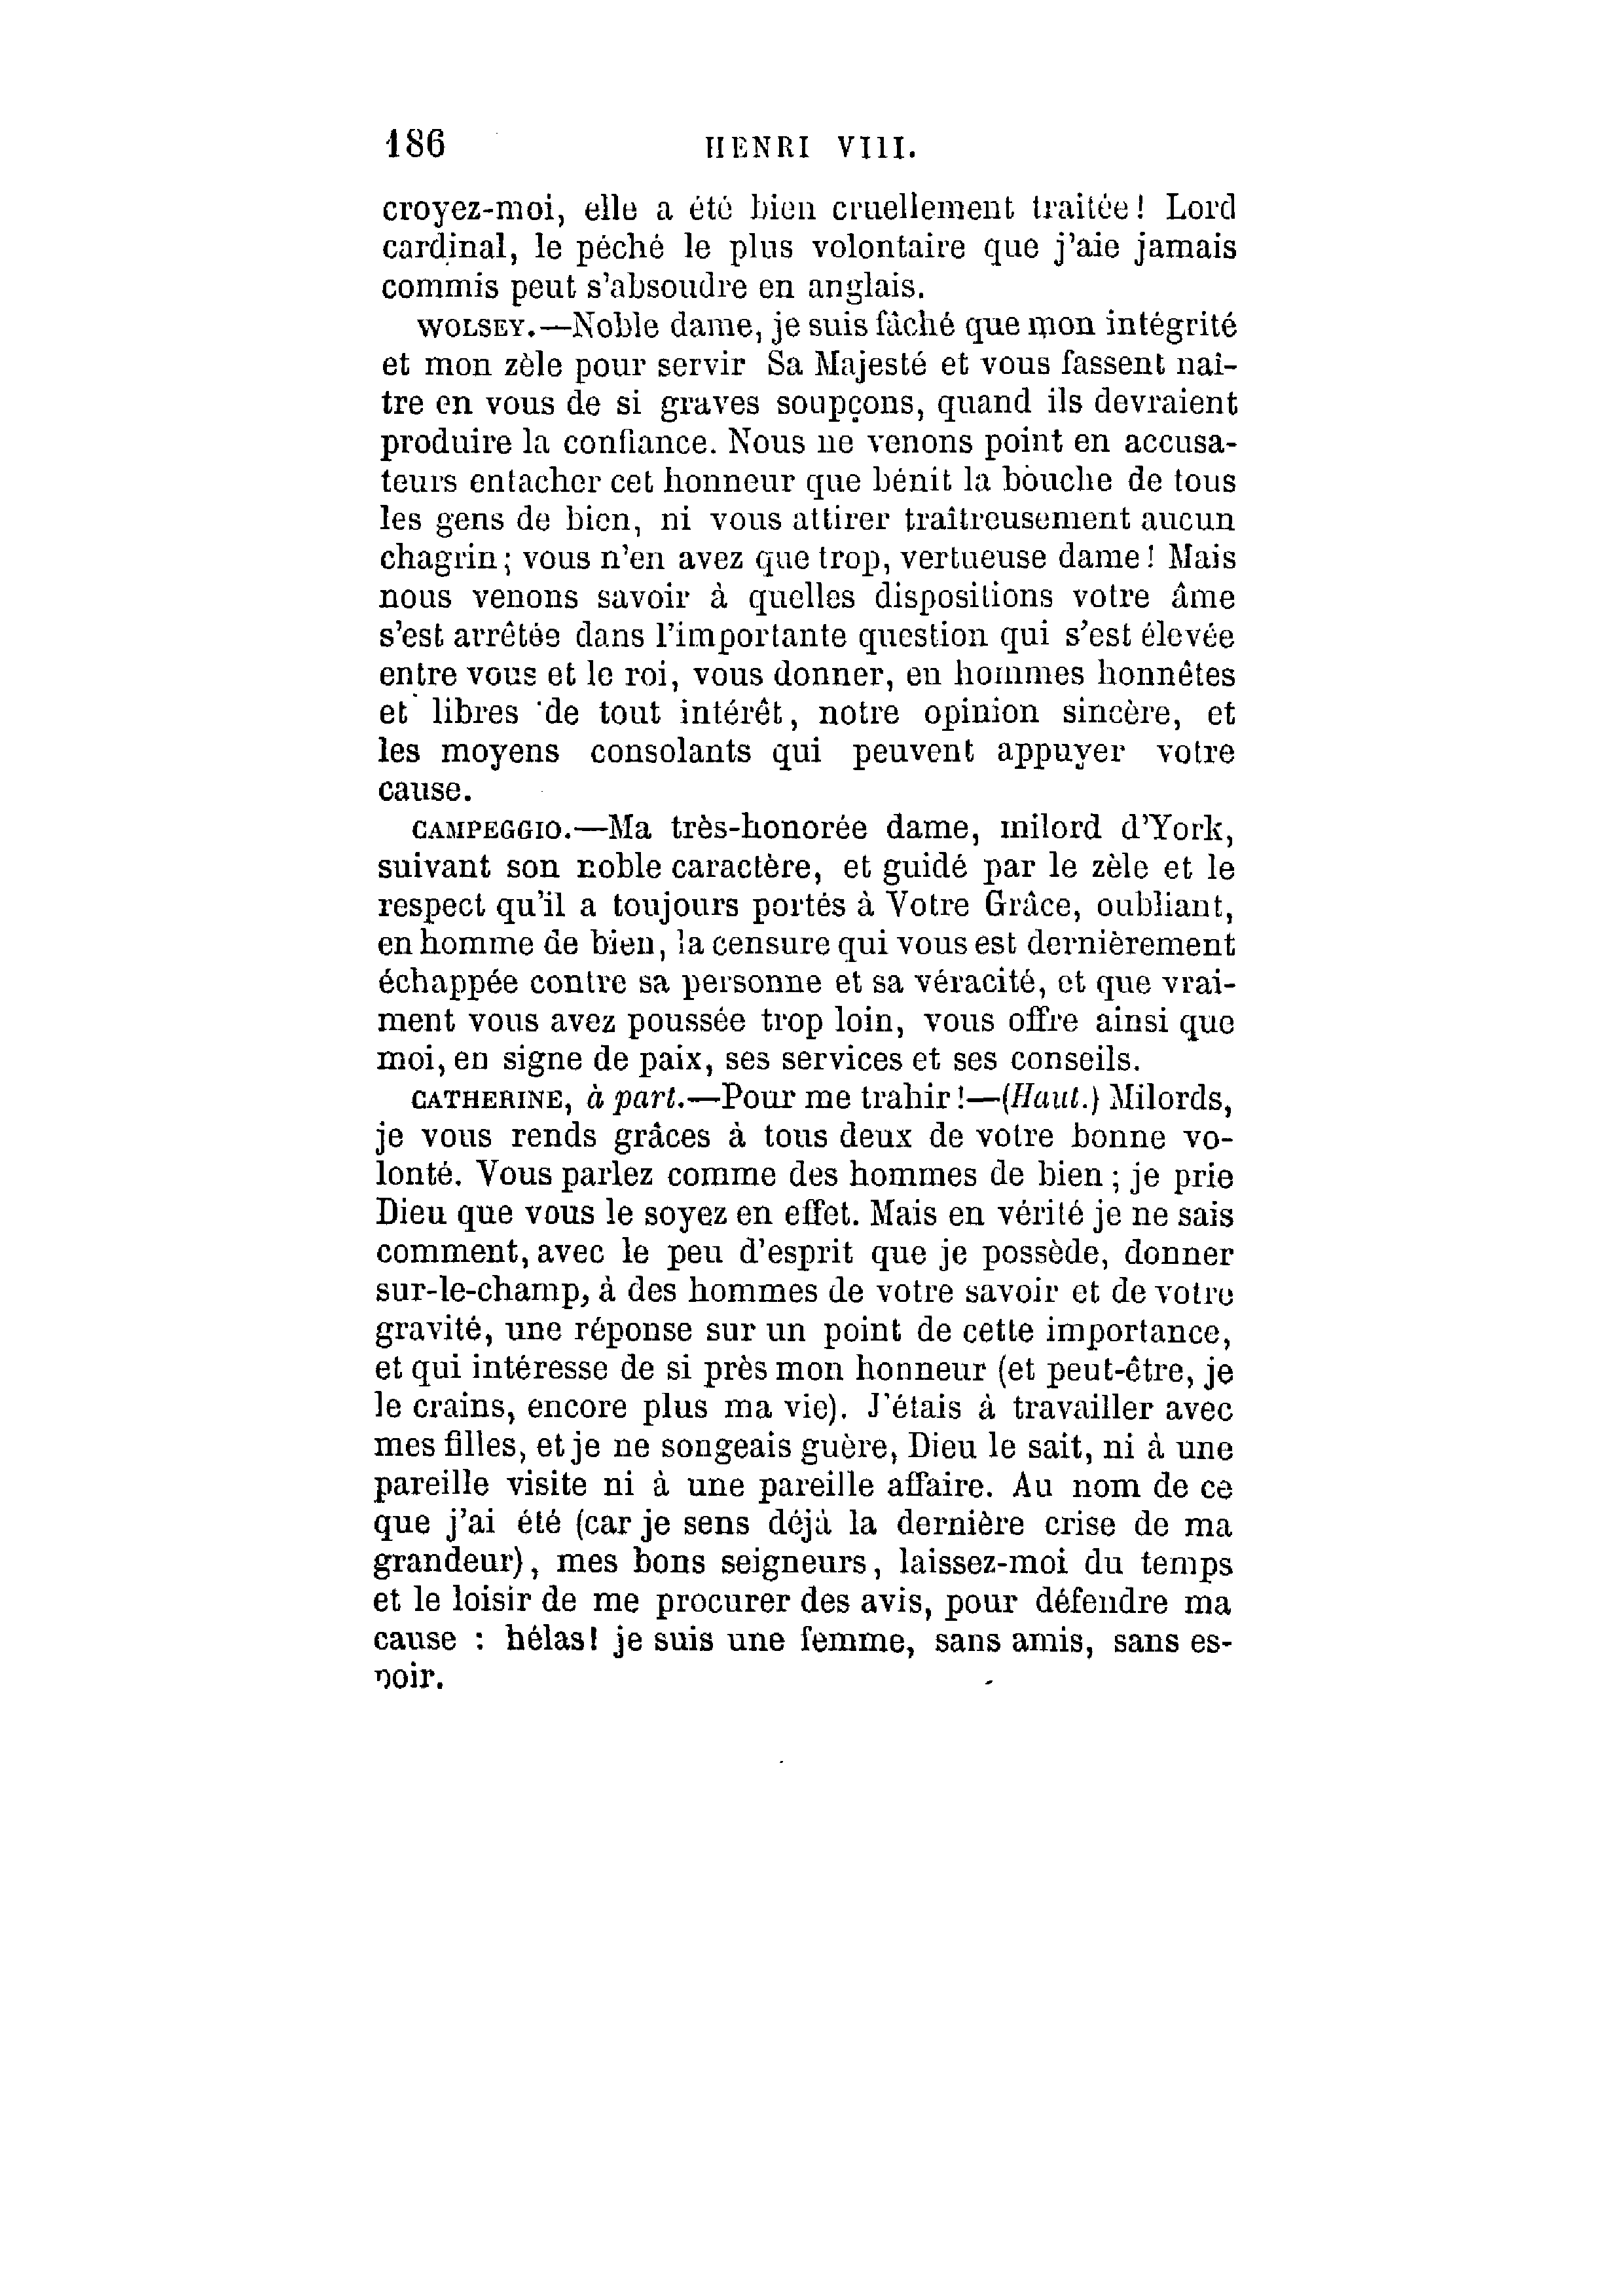 186 HENRI VIII.
croyez-moi, elle a été bien cruellement traitée! Lord
cardinal, le péché le plus volontaire que j'aie jamais
commis peut s'absoudre en anglais.
WOLSEY.—Noble dame, je suis fâché que mon intégrité
et mon zèle pour servir Sa Majesté et vous fassent naî-
tre en vous de si graves soupçons, quand ils devraient
produire la confiance. Nous ne venons point en accusa-
teurs entacher cet honneur que bénit la bouche de tous
les gens de bien, ni vous attirer traîtreusement aucun
chagrin; vous n'en avez que trop, vertueuse dame! Mais
nous venons savoir à quelles dispositions votre âme
s'est arrêtée dans l'importante question qui s'est élevée
entre vous et le roi, vous donner, en hommes honnêtes
et libres de tout intérêt, notre opinion sincère, et
les moyens consolants qui peuvent appuyer votre
cause.
CAMPEGGIO.—Ma très-honorée dame, milord d'York,
suivant son noble caractère, et guidé par le zèle et le
respect qu'il a toujours portés à Votre Grâce, oubliant,
en homme de bien, la censure qui vous est dernièrement
échappée contre sa personne et sa véracité, et que vrai-
ment vous avez poussée trop loin, vous offre ainsi que
moi, en signe de paix, ses services et ses conseils.
CATHERINE, à part.—Pour me trahir!—(Haut.) Milords,
je vous rends grâces à tous deux de votre bonne vo-
lonté. Vous parlez comme des hommes de bien; je prie
Dieu que vous le soyez en effet. Mais en vérité je ne sais
comment, avec le peu d'esprit que je possède, donner
sur-le-champ, à des hommes de votre savoir et de votre
gravité, une réponse sur un point de cette importance,
et qui intéresse de si près mon honneur (et peut-être, je
le crains, encore plus ma vie). J'étais à travailler avec
mes filles, et je ne songeais guère, Dieu le sait, ni à une
pareille visite ni à une pareille affaire. Au nom de ce
que j'ai été (car je sens déjà la dernière crise de ma
grandeur), mes bons seigneurs, laissez-moi du temps
et le loisir de me procurer des avis, pour défendre ma
cause : hélas! je suis une femme, sans amis, sans es-
poir.